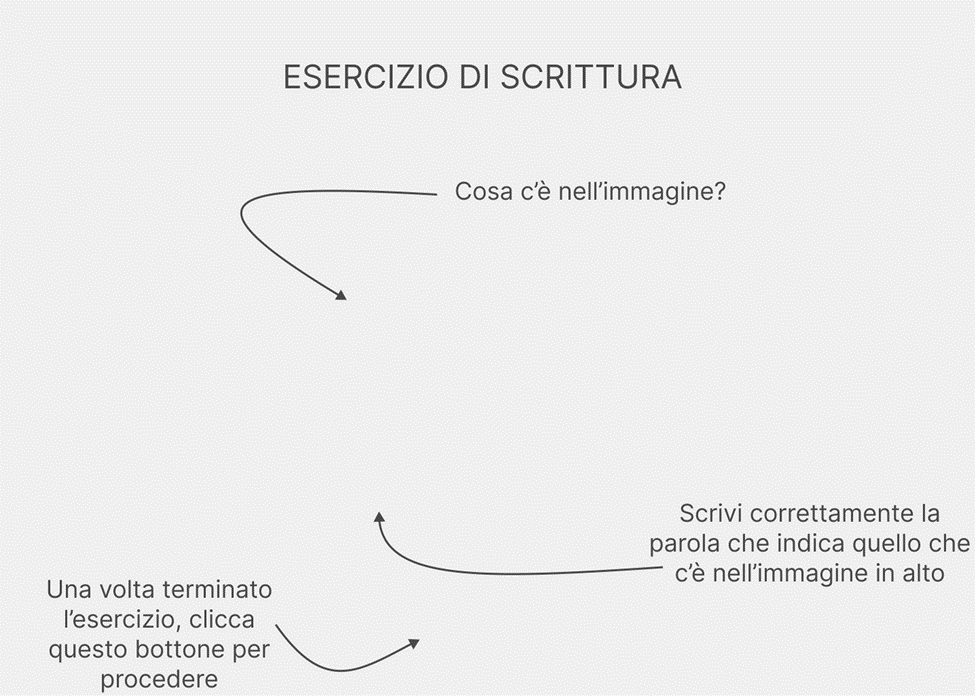 ESERCIZIO DI SCRITTURA
Cosa c’è nell’immagine?
Scrivi correttamente la
parola che indica quello che
c’è nell’immagine in alto
Una volta terminato
l’esercizio, clicca
questo bottone per
procedere